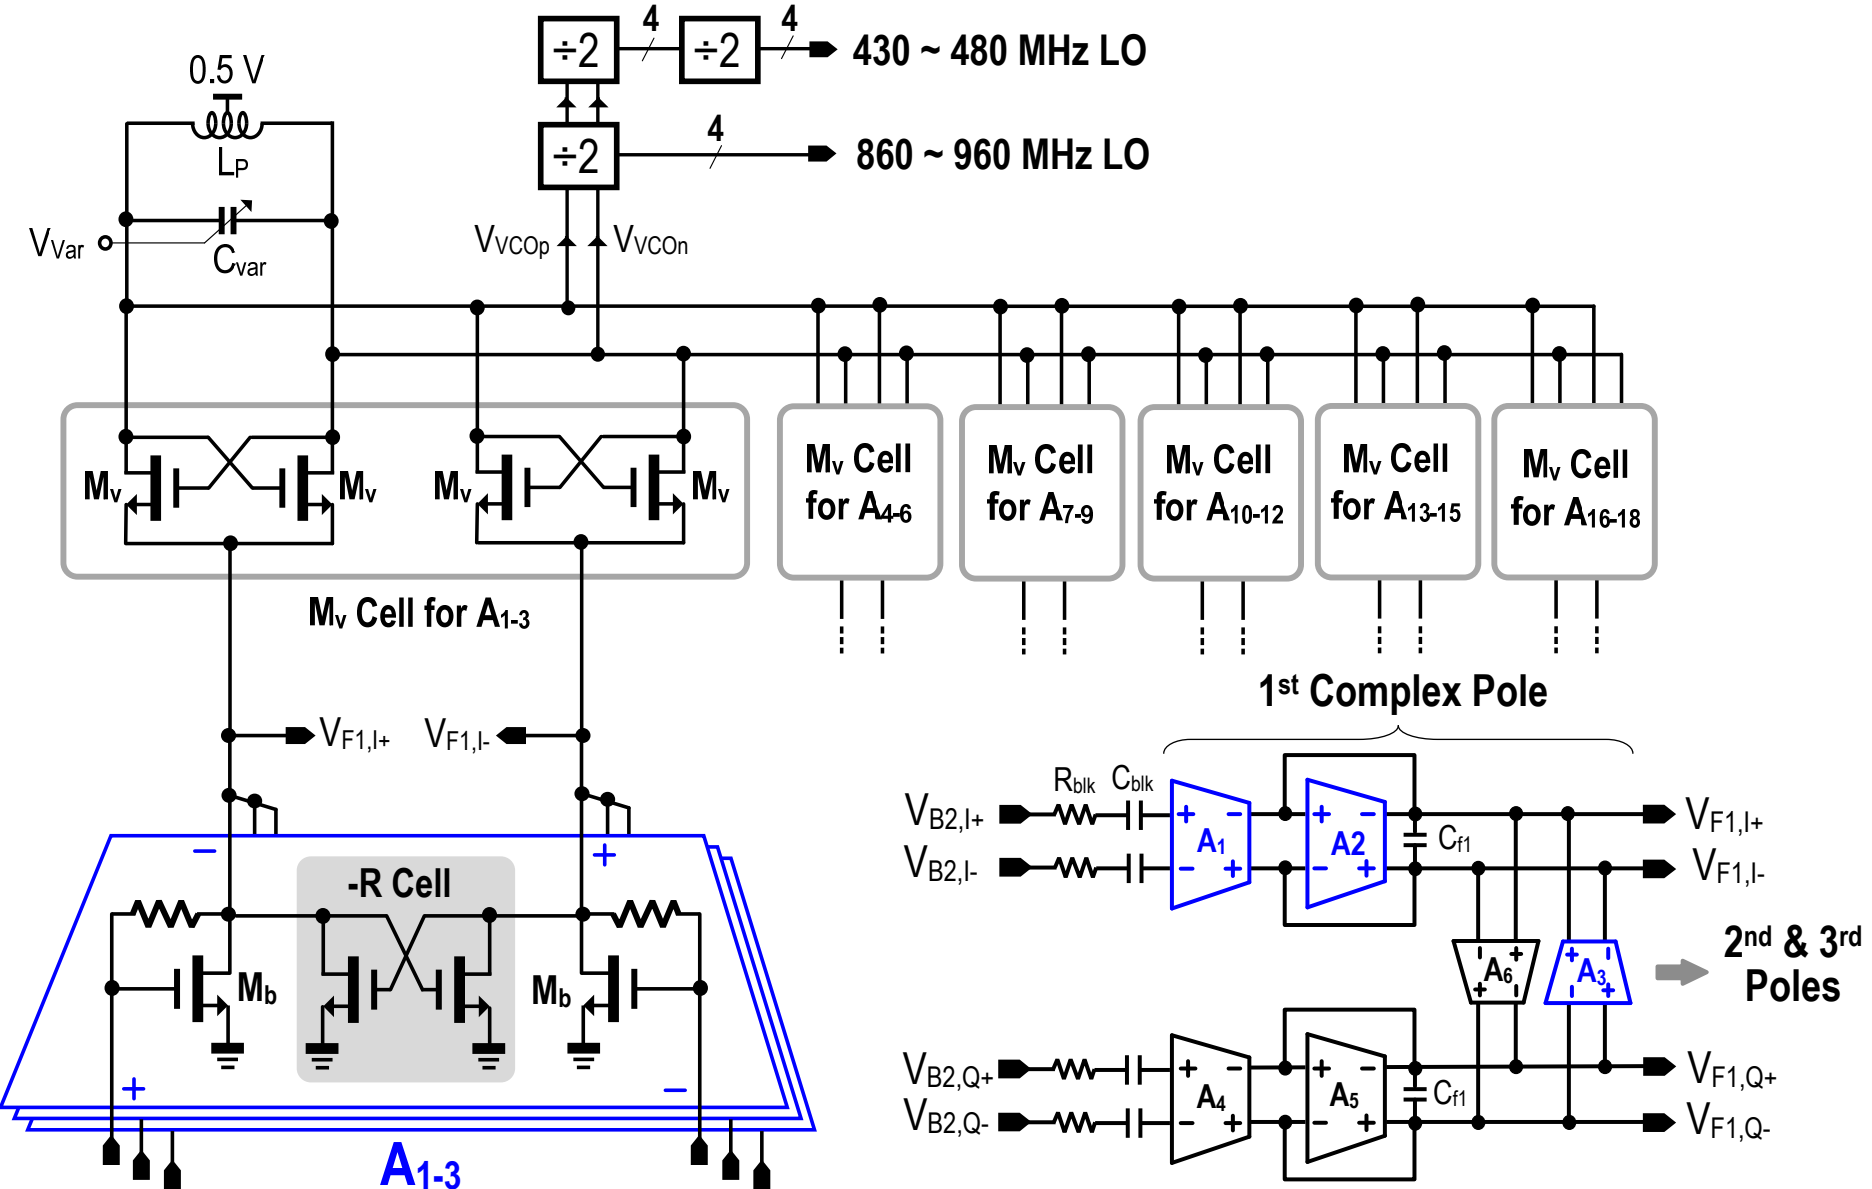 4
4
÷2
÷2
430 ~ 480 MHz LO
0.5 V
LP
4
÷2
860 ~ 960 MHz LO
VVar
Cvar
VVCOp
VVCOn
Mv
Mv
Mv
Mv
Mv Cell
for A4-6
Mv Cell
for A7-9
Mv Cell
for A10-12
Mv Cell
for A13-15
Mv Cell
for A16-18
Mv Cell for A1-3
1st Complex Pole
VF1,I+
VF1,I-
Rblk
Cblk
VB2,I+
VB2,I-
+
−
−
+
A1
+
−
−
+
A2
Cf1
VF1,I+
VF1,I-
−
+
-R Cell
Mb
Mb
+
−
A1-3
− +
A6
+ −
+ −
A3
− +
2nd & 3rd
Poles
VB2,Q+
VB2,Q-
+
−
−
+
A4
+
−
−
+
A5
Cf1
VF1,Q+
VF1,Q-